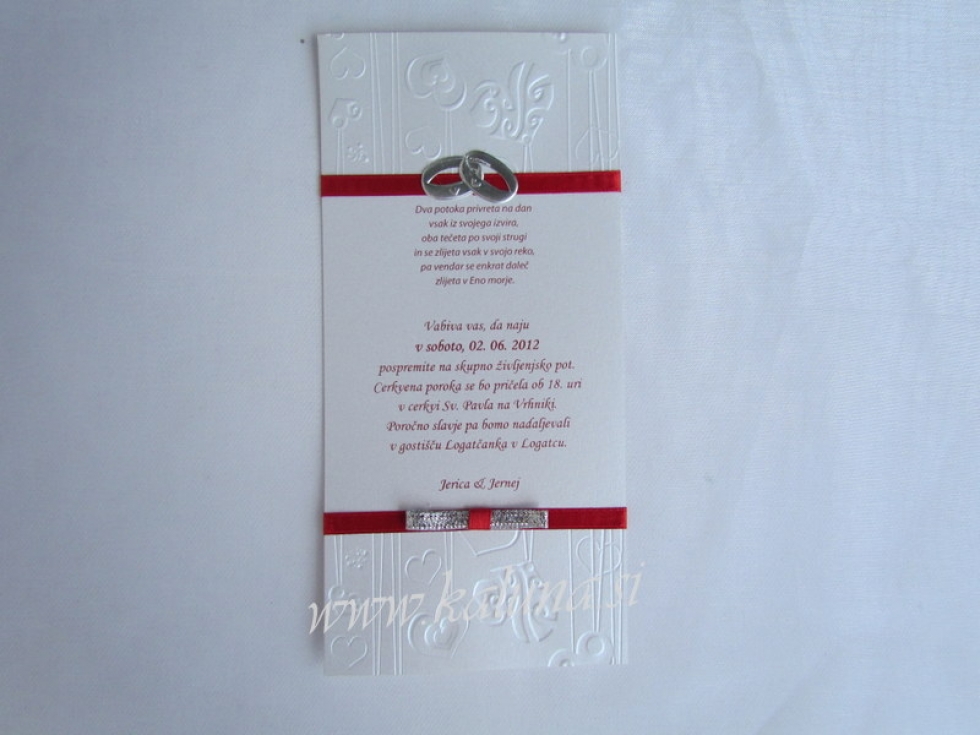 Dva potoka privreta na dan
vsak iz svojega izvira,
oba tečeta po svoji strugi
in se zlijeta vsak v svojo reko,
pa vendar se enkrat daleč
zlijeta v Eno morje.
Vabiva vas, da naju
v soboto, 02. 06. 2012
pospremite na skupno življenjsko pot.
Cerkvena poroka se bo pričela ob 18. uri
v cerkvi Sv. Pavla na Vrhniki.
Poročno slavje pa bomo nadaljevali
v gostišču Logatčanka v Logatcu.
Jerica & Jernej